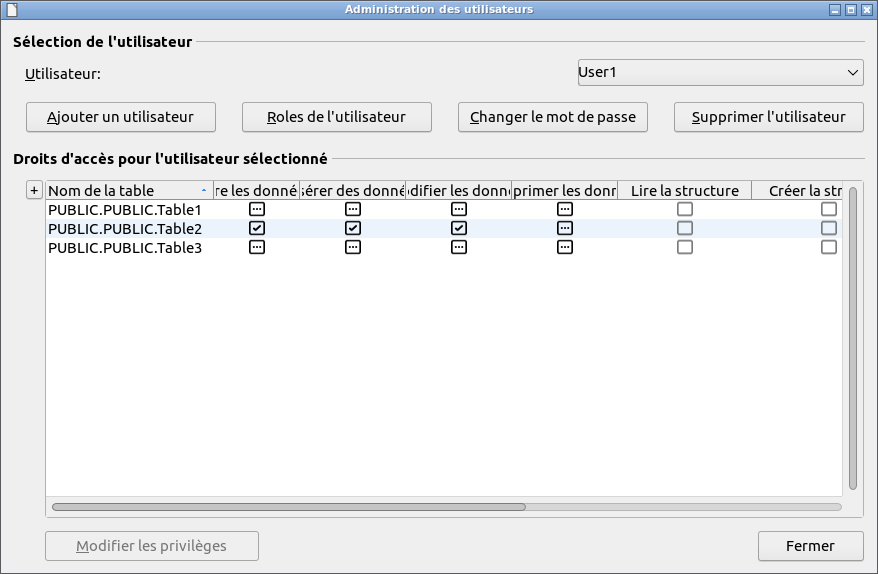 Administration des utilisateurs
Sélection de l'utilisateur
Utilisateur:
User1
Ajouter un utilisateur
Roles de l'utilisateur
Changer le mot de passe
Supprimer l'utilisateur
Droits d'accès pour l'utilisateur sélectionné
+
Nom de la table re les donné sérer des donné difier les donn primer les donr Lire la structure Créer la str
PUBLIC.PUBLIC.Table1
PUBLIC.PUBLIC.Table2
PUBLIC.PUBLIC.Table3
Modifier les privilèges
Fermer